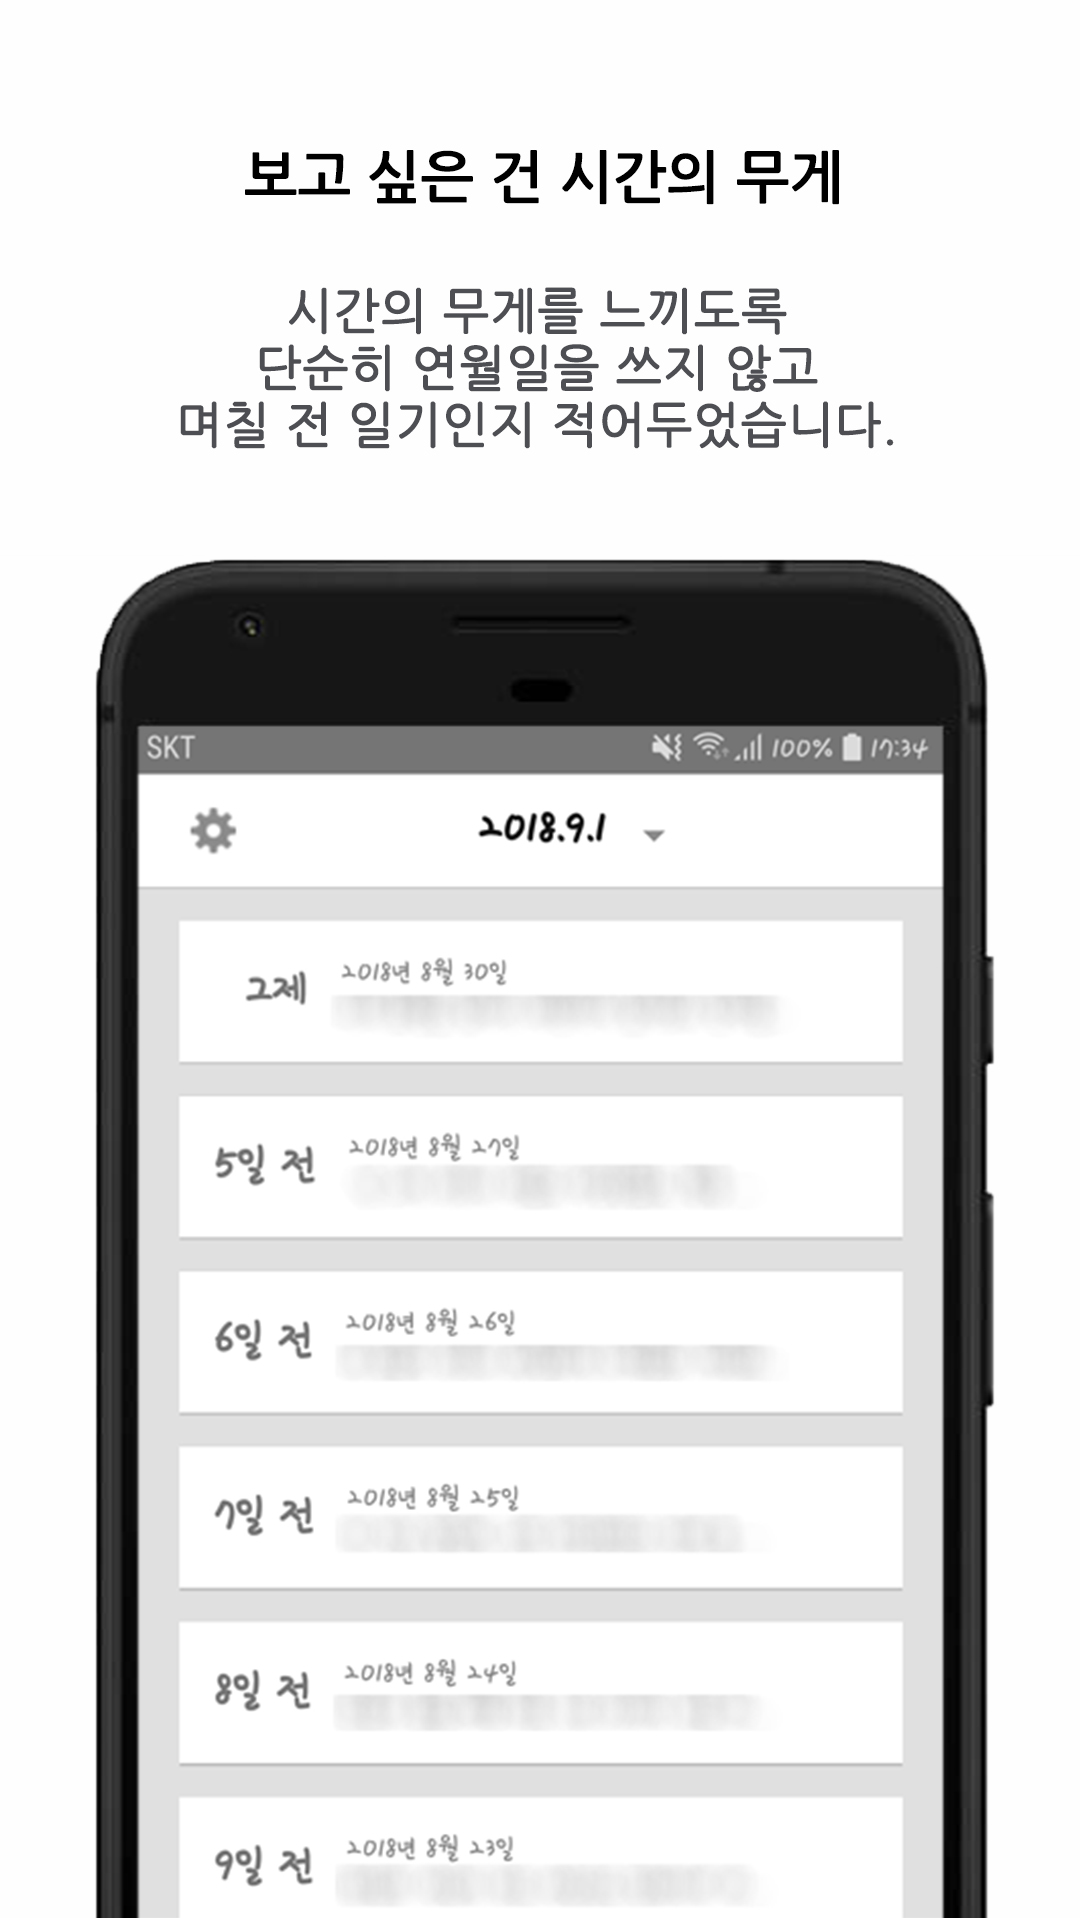 보고 싶은 건 시간의 무게
시간의 무게를 느끼도록
단순히 연월일을 쓰지 않고
며칠 전 일기인지 적어두었습니다.
SKT 100% 17:34
2018.9.1
그제 2018년 8월 30일
5일 전 2018년 8월 27일
6일 전 2018년 8월 26일
7일 전 2018년 8월 25일
8일 전 2018년 8월 24일
9일 전 2018년 8월 23일